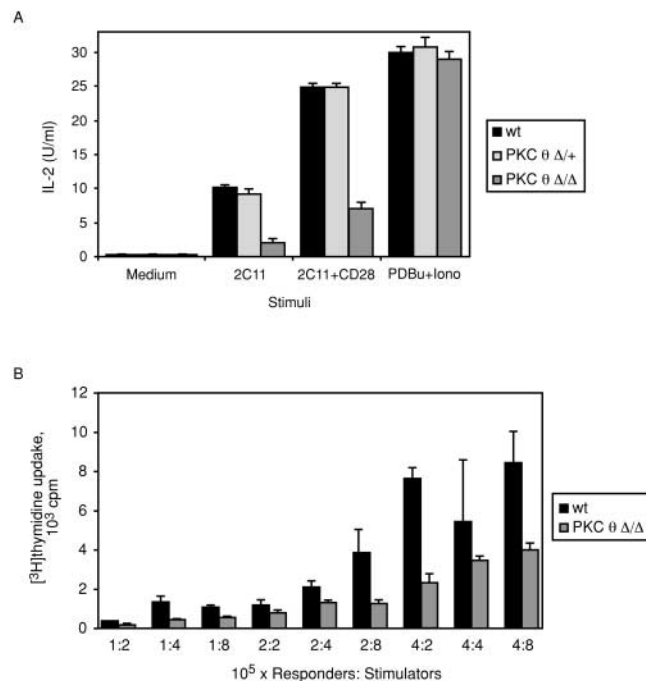 A
30
25
20
15
10
5
0
IL-2 (U/ml)
Medium 2C11 2C11+CD28 PDBu+Iono
Stimuli
wt
PKC θ Δ/+
PKC θ Δ/Δ
B
12
10
8
6
4
2
0
[³H]thymidine updake,
10³ cpm
1:2 1:4 1:8 2:2 2:4 2:8 4:2 4:4 4:8
10⁵ x Responders: Stimulators
wt
PKC θ Δ/Δ